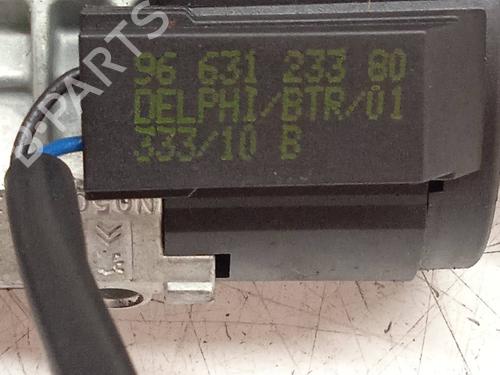 96 631 233 80
DELPHI/BTR/01
333/10 B
B-PARTS